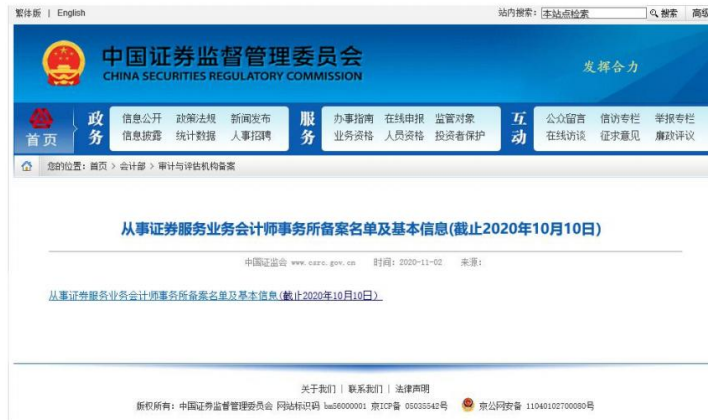 繁体版 | English 站内搜索: 本站点检索 搜索 高级
中国证券监督管理委员会
CHINA SECURITIES REGULATORY COMMISSION
发挥合力
首页 政务 信息公开 政策法规 新闻发布 服务 办事指南 在线申报 监管对象 互动 公众留言 信访专栏 举报专栏
信息披露 统计数据 人事招聘 业务资格 人员资格 投资者保护 在线访谈 征求意见 廉政评议
您的位置: 首页 > 会计部 > 审计与评估机构备案
从事证券服务业务会计师事务所备案名单及基本信息(截止2020年10月10日)
中国证监会 www.csrc.gov.cn 时间: 2020-11-02 来源:
从事证券服务业务会计师事务所备案名单及基本信息(截止2020年10月10日)
关于我们 | 联系我们 | 法律声明
版权所有: 中国证券监督管理委员会 网站标识码 bm56000001 京ICP备 05035542号 京公网安备 11040102700080号